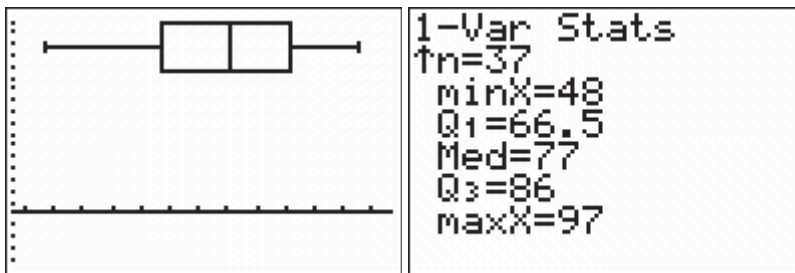 1-Var Stats
↑n=37
minX=48
Q₁=66.5
Med=77
Q₃=86
maxX=97